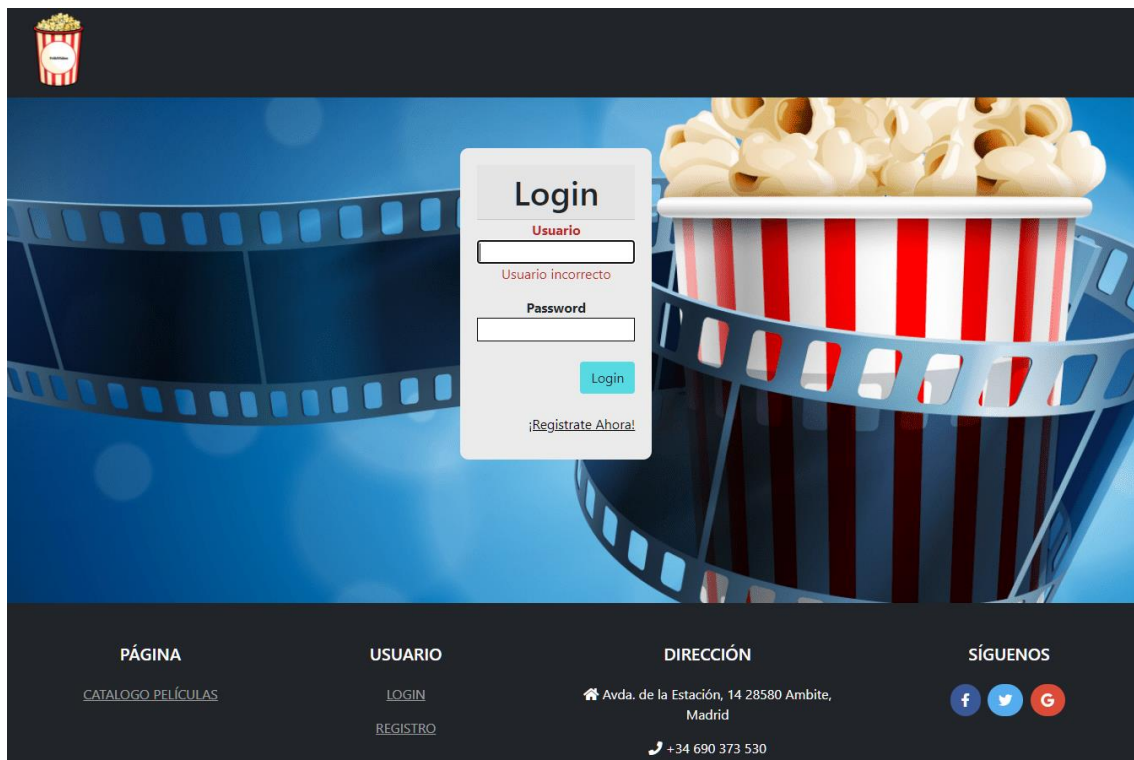 Login
Usuario
Usuario incorrecto
Password
Login
¡Registrate Ahora!
PÁGINA
CATALOGO PELÍCULAS
USUARIO
LOGIN
REGISTRO
DIRECCIÓN
Avda. de la Estación, 14 28580 Ambite,
Madrid
+34 690 373 530
SÍGUENOS
f
G